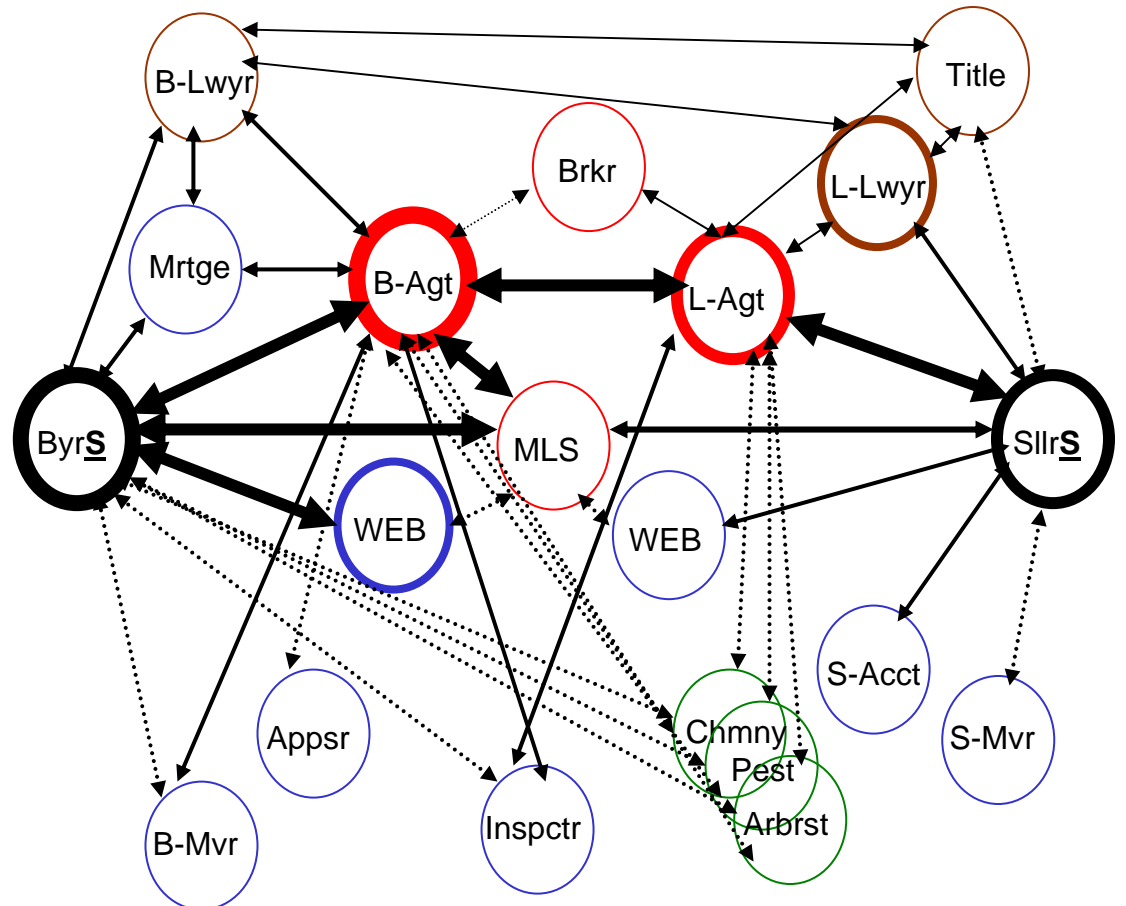 B-Lwyr
Title
Brkr
L-Lwyr
Mrtge
B-Agt
L-Agt
ByrS
MLS
SllrS
WEB
WEB
S-Acct
Appsr
Chmny
S-Mvr
Pest
B-Mvr
Inspctr
Arbrst